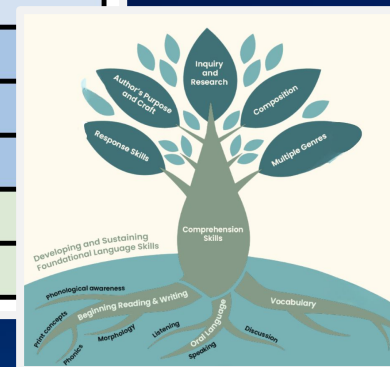 Inquiry
and
Research
Author's Purpose
and Craft
Composition
Response Skills
Multiple Genres
Comprehension
Skills
Developing and Sustaining
Foundational Language Skills
Phonological awareness
Beginning Reading & Writing
Vocabulary
Print concepts
Phonics
Morphology
Listening
Oral Language
Speaking
Discussion